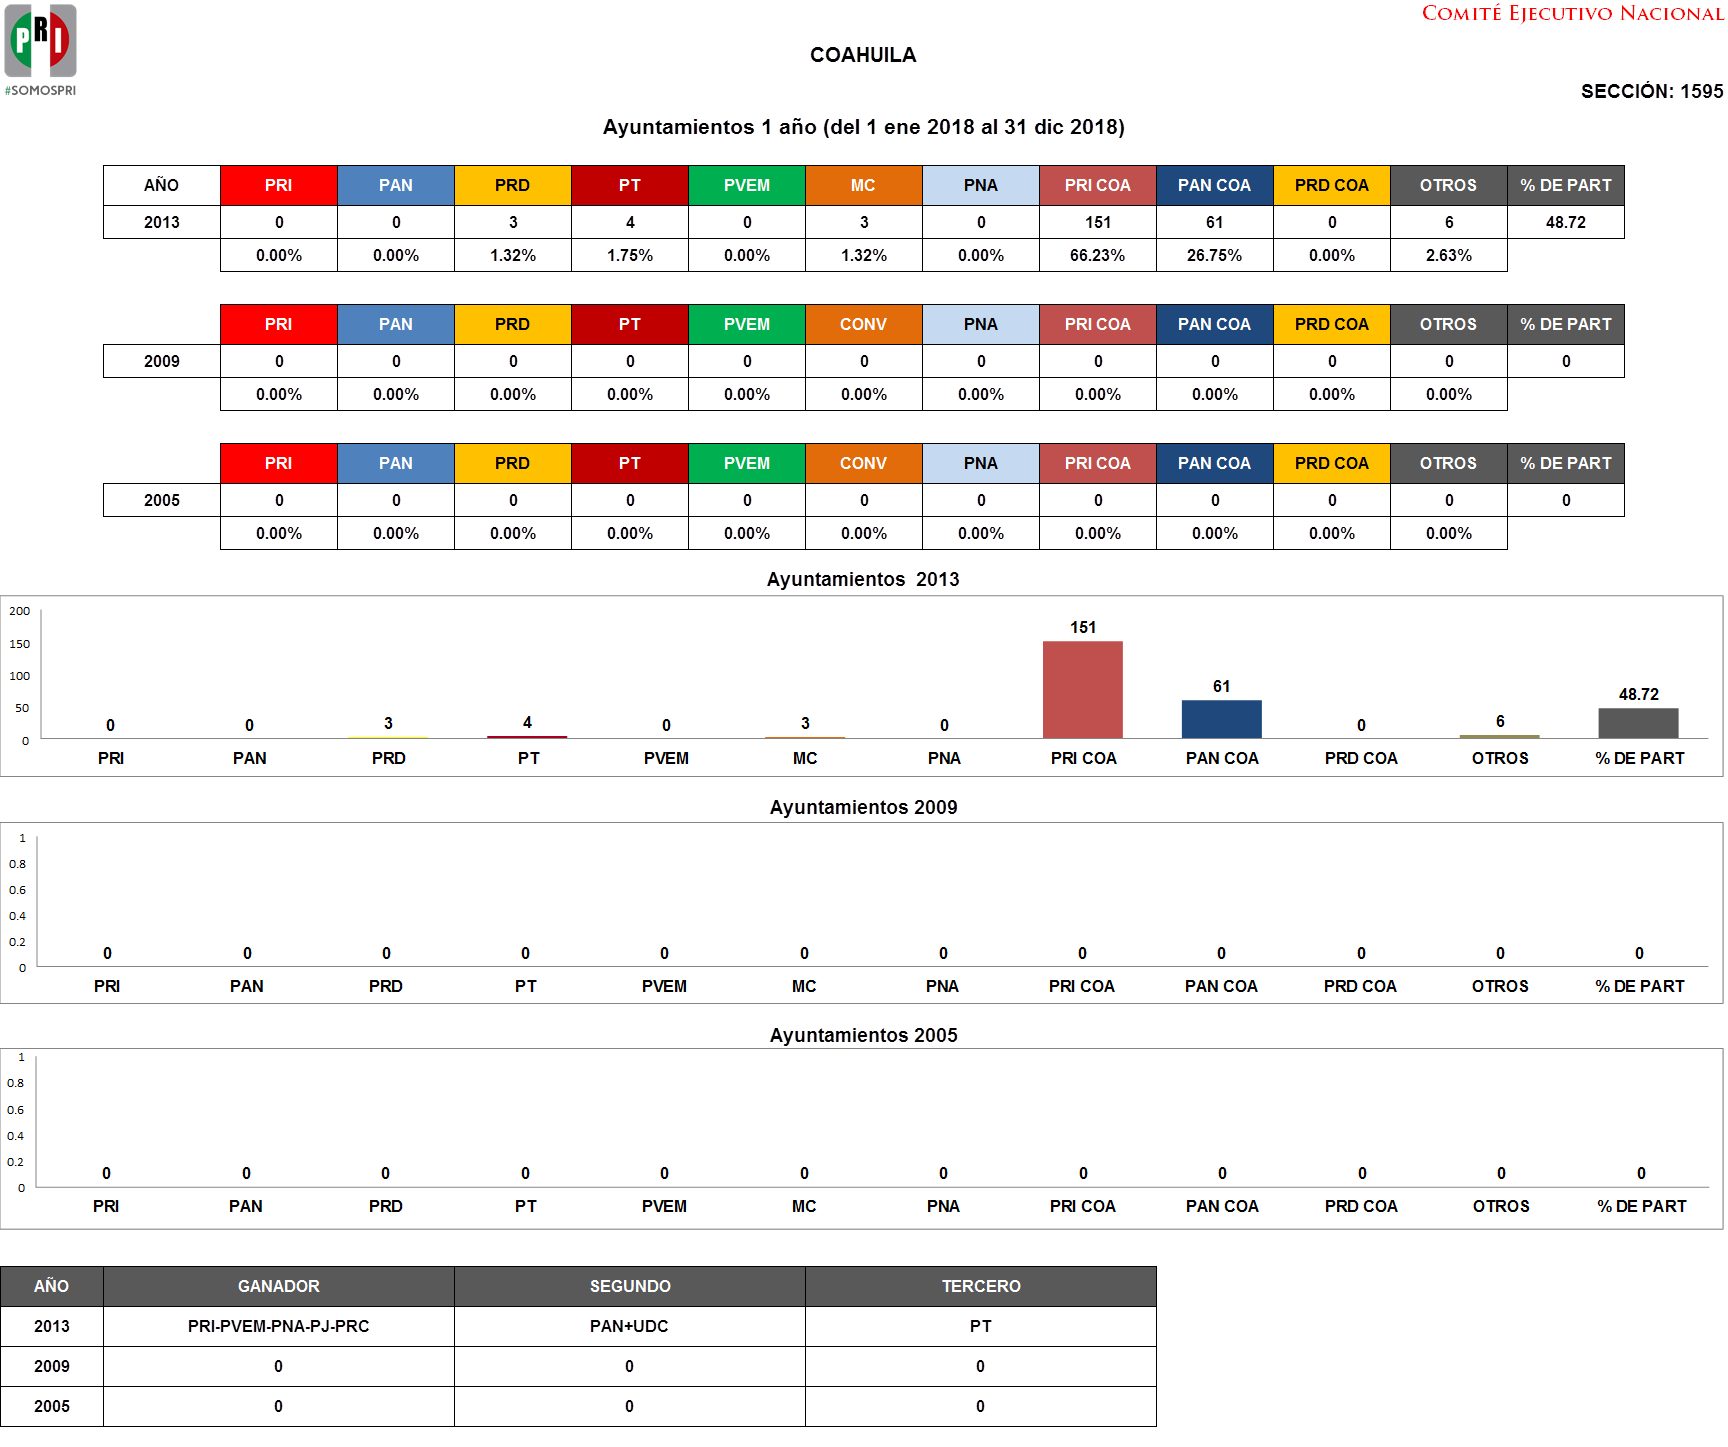 PRI
#SOMOSPRI
COMITÉ EJECUTIVO NACIONAL
COAHUILA
SECCIÓN: 1595
Ayuntamientos 1 año (del 1 ene 2018 al 31 dic 2018)
AÑO PRI PAN PRD PT PVEM MC PNA PRI COA PAN COA PRD COA OTROS % DE PART
2013 0 0 3 4 0 3 0 151 61 0 6 48.72
0.00% 0.00% 1.32% 1.75% 0.00% 1.32% 0.00% 66.23% 26.75% 0.00% 2.63%
PRI PAN PRD PT PVEM CONV PNA PRI COA PAN COA PRD COA OTROS % DE PART
2009 0 0 0 0 0 0 0 0 0 0 0 0
0.00% 0.00% 0.00% 0.00% 0.00% 0.00% 0.00% 0.00% 0.00% 0.00% 0.00%
PRI PAN PRD PT PVEM CONV PNA PRI COA PAN COA PRD COA OTROS % DE PART
2005 0 0 0 0 0 0 0 0 0 0 0 0
0.00% 0.00% 0.00% 0.00% 0.00% 0.00% 0.00% 0.00% 0.00% 0.00% 0.00%
Ayuntamientos 2013
200
150
100
50
0
0 0 3 4 0 3 0 151 61 0 6 48.72
PRI PAN PRD PT PVEM MC PNA PRI COA PAN COA PRD COA OTROS % DE PART
Ayuntamientos 2009
1
0.8
0.6
0.4
0.2
0
0 0 0 0 0 0 0 0 0 0 0 0
PRI PAN PRD PT PVEM MC PNA PRI COA PAN COA PRD COA OTROS % DE PART
Ayuntamientos 2005
1
0.8
0.6
0.4
0.2
0
0 0 0 0 0 0 0 0 0 0 0 0
PRI PAN PRD PT PVEM MC PNA PRI COA PAN COA PRD COA OTROS % DE PART
AÑO GANADOR SEGUNDO TERCERO
2013 PRI-PVEM-PNA-PJ-PRC PAN+UDC PT
2009 0 0 0
2005 0 0 0